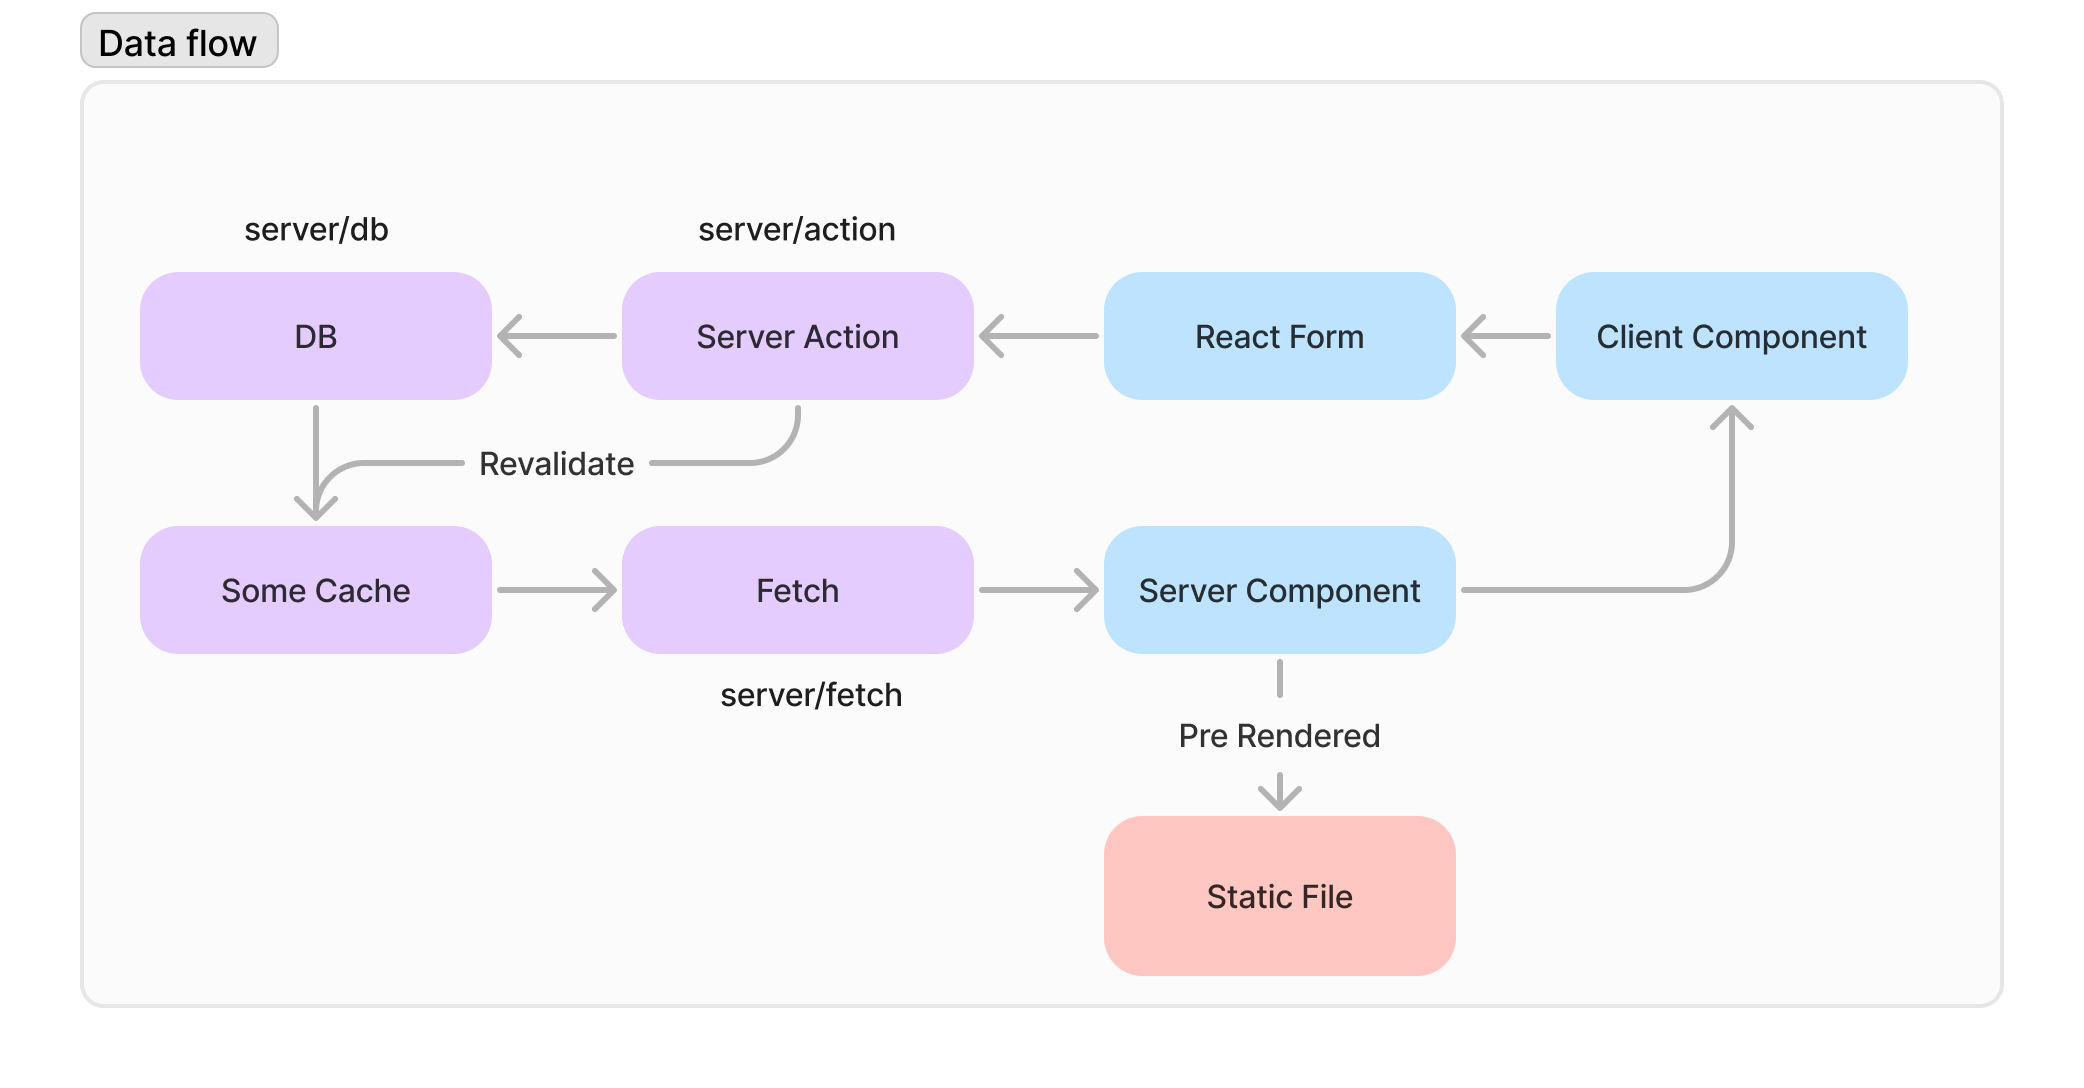 Data flow
server/db
server/action
DB
Server Action
React Form
Client Component
Revalidate
Some Cache
Fetch
Server Component
server/fetch
Pre Rendered
Static File